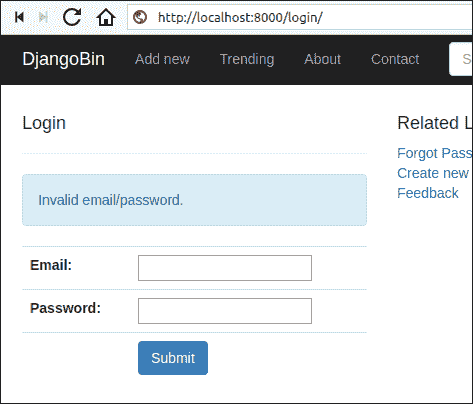 http://localhost:8000/login/
DjangoBin Add new Trending About Contact S
Login
Related L
Invalid email/password.
Forgot Pass
Create new
Feedback
Email:
Password:
Submit